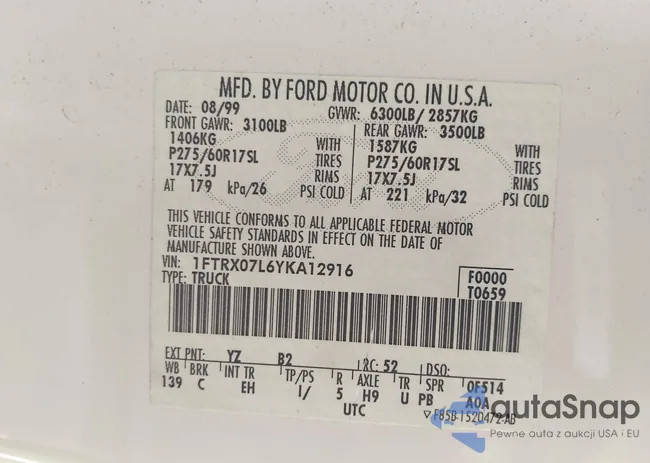 MFD. BY FORD MOTOR CO. IN U.S.A.
DATE: 08/99 GVWR: 6300LB/ 2857KG
FRONT GAWR: 3100LB REAR GAWR: 3500LB
1406KG WITH 1587KG WITH
P275/60R17SL TIRES P275/60R17SL TIRES
17X7.5J RIMS 17X7.5J RIMS
AT 179 kPa/26 PSI COLD AT 221 kPa/32 PSI COLD
THIS VEHICLE CONFORMS TO ALL APPLICABLE FEDERAL MOTOR
VEHICLE SAFETY STANDARDS IN EFFECT ON THE DATE OF
MANUFACTURE SHOWN ABOVE.
VIN: 1FTRX07L6YKA12916 F0000
TYPE: TRUCK T0659
EXT PNT: YZ B2 RC: 52 DSO:
WB BRK INT TR TP/PS R AXLE TR SPR 0F514
139 C EH I/ 5 H9 U PB A0A
UTC F85B-1520472-AB
autaSnap
Pewne auta z aukcji USA i EU